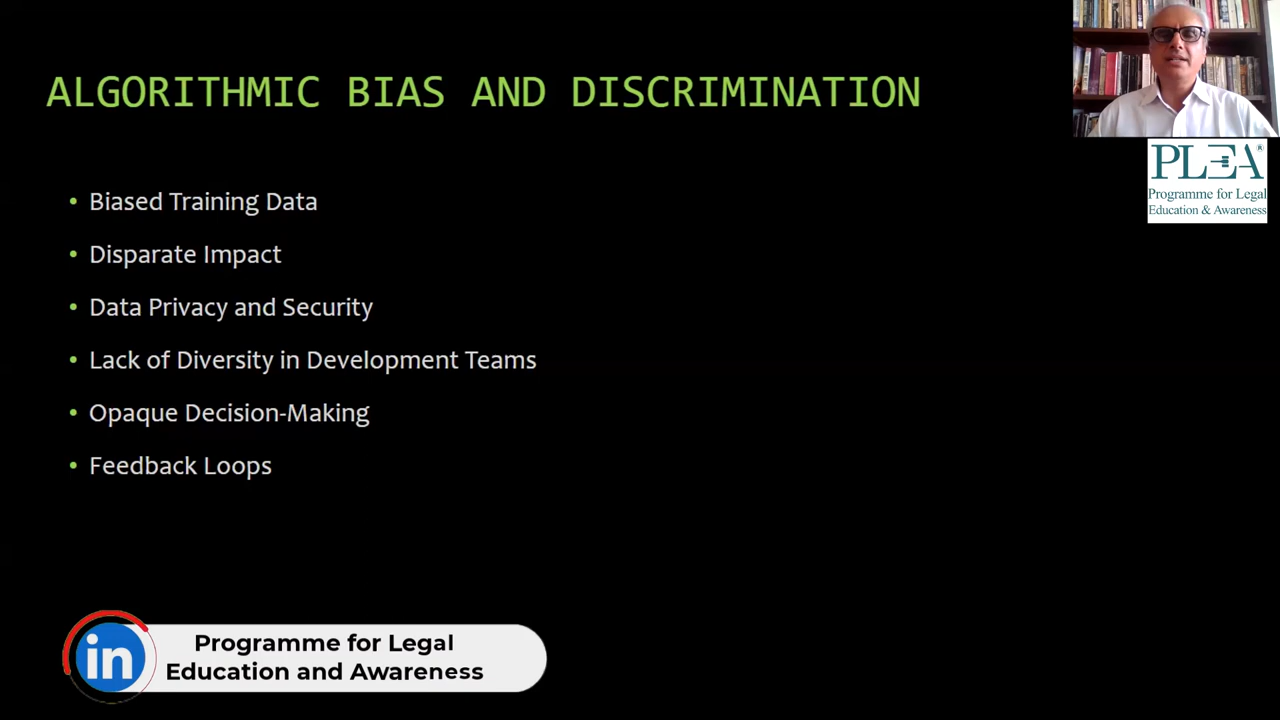 ALGORITHMIC BIAS AND DISCRIMINATION
• Biased Training Data
• Disparate Impact
• Data Privacy and Security
• Lack of Diversity in Development Teams
• Opaque Decision-Making
• Feedback Loops
PLEA®
Programme for Legal
Education & Awareness
in
Programme for Legal
Education and Awareness